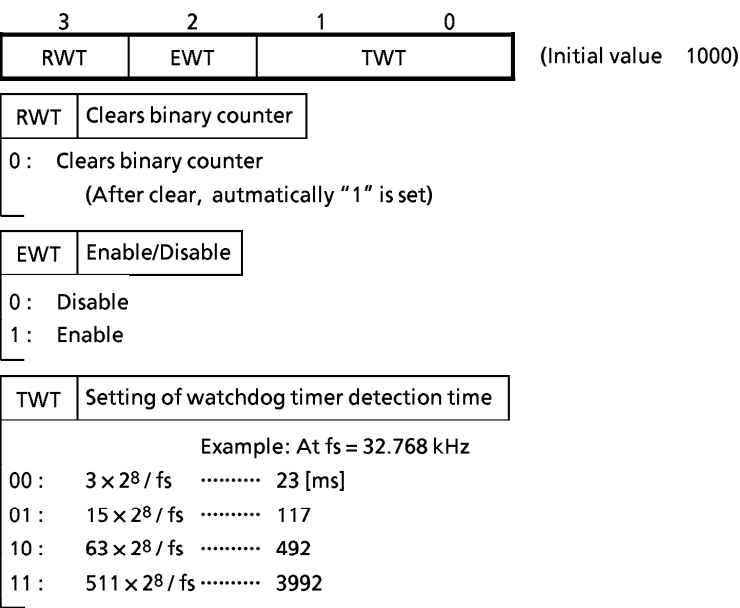 3 2 1 0
RWT EWT TWT (Initial value 1000)
RWT Clears binary counter
0 : Clears binary counter
(After clear, autmatically “1” is set)
EWT Enable/Disable
0 : Disable
1 : Enable
TWT Setting of watchdog timer detection time
Example: At fs = 32.768 kHz
00 : 3 × 2⁸ / fs ·········· 23 [ms]
01 : 15 × 2⁸ / fs ·········· 117
10 : 63 × 2⁸ / fs ·········· 492
11 : 511 × 2⁸ / fs ·········· 3992